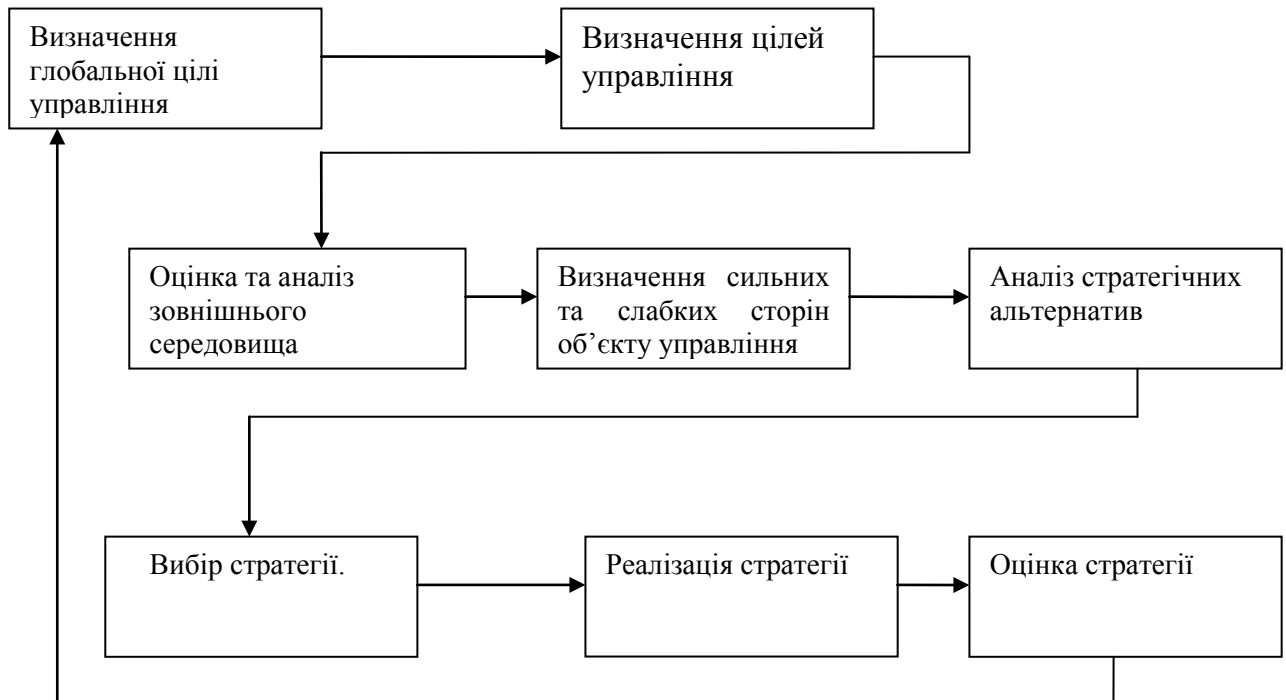 Визначення
глобальної цілі
управління
Визначення цілей
управління
Оцінка та аналіз
зовнішнього
середовища
Визначення сильних
та слабких сторін
об’єкту управління
Аналіз стратегічних
альтернатив
Вибір стратегії.
Реалізація стратегії
Оцінка стратегії